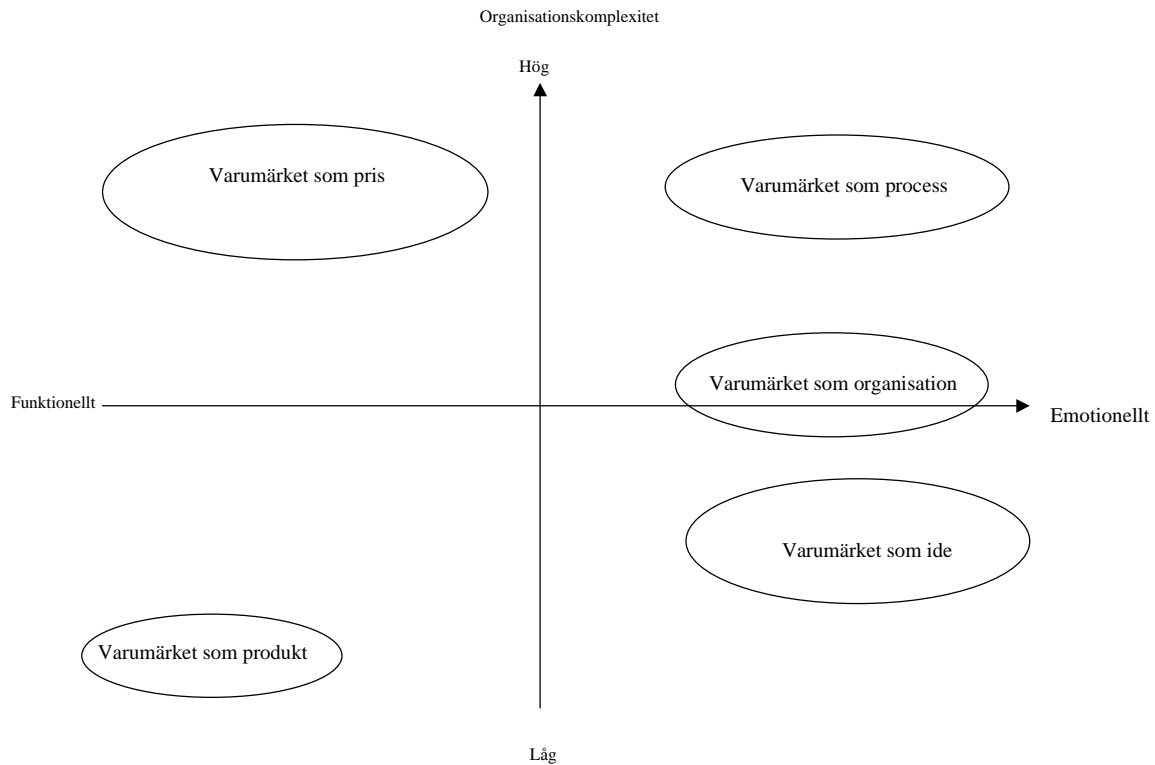 Organisationskomplexitet
Hög
Varumärket som pris
Varumärket som process
Varumärket som organisation
Funktionellt
Emotionellt
Varumärket som ide
Varumärket som produkt
Låg